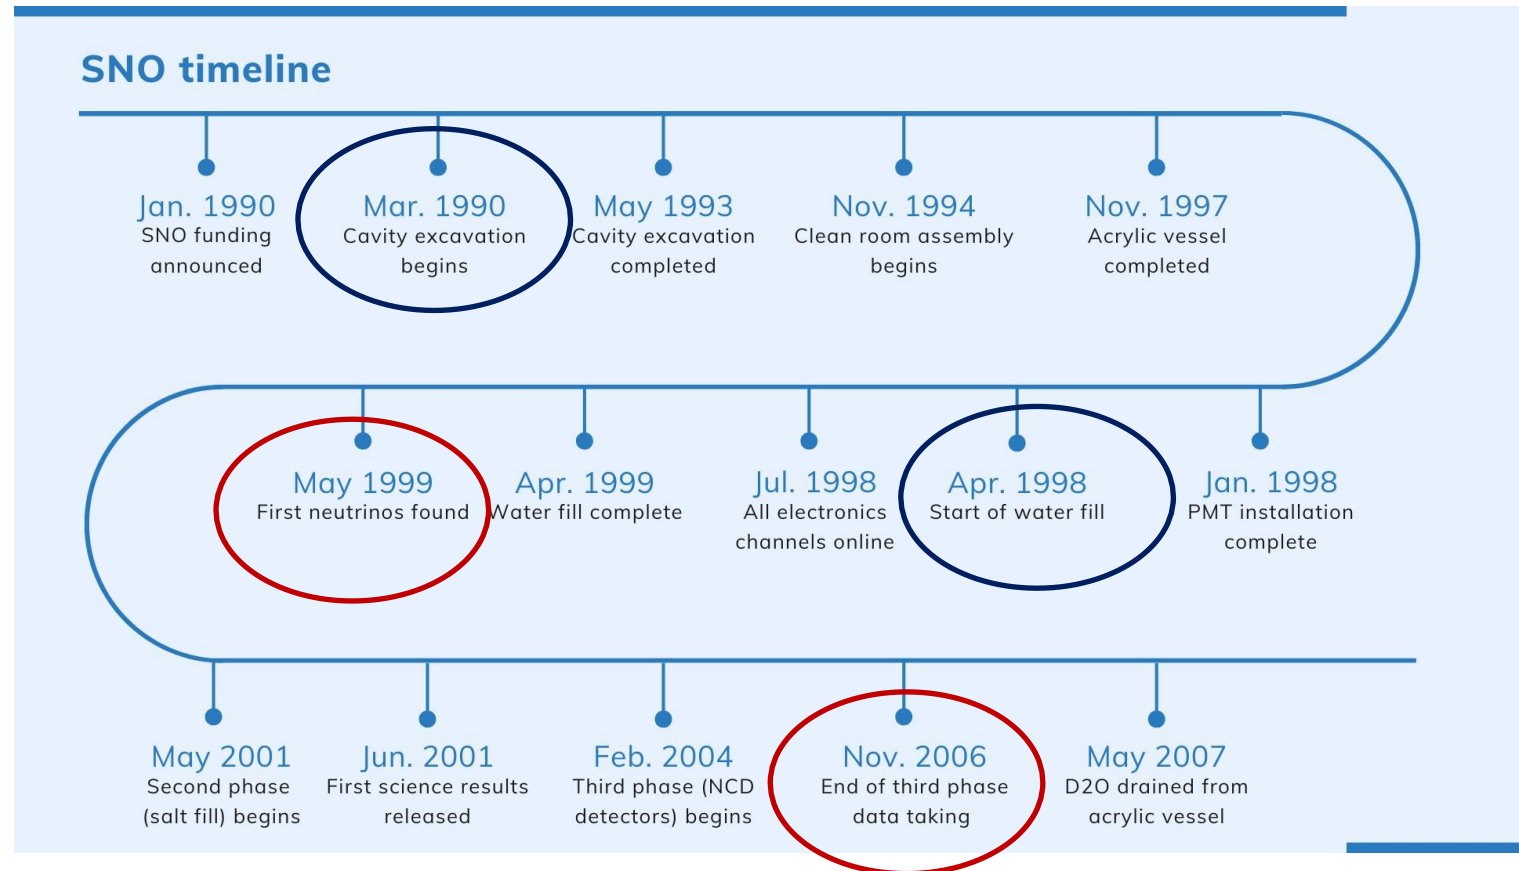 SNO timeline
Jan. 1990
SNO funding
announced
Mar. 1990
Cavity excavation
begins
May 1993
Cavity excavation
completed
Nov. 1994
Clean room assembly
begins
Nov. 1997
Acrylic vessel
completed
May 1999
First neutrinos found
Apr. 1999
Water fill complete
Jul. 1998
All electronics
channels online
Apr. 1998
Start of water fill
Jan. 1998
PMT installation
complete
May 2001
Second phase
(salt fill) begins
Jun. 2001
First science results
released
Feb. 2004
Third phase (NCD
detectors) begins
Nov. 2006
End of third phase
data taking
May 2007
D2O drained from
acrylic vessel